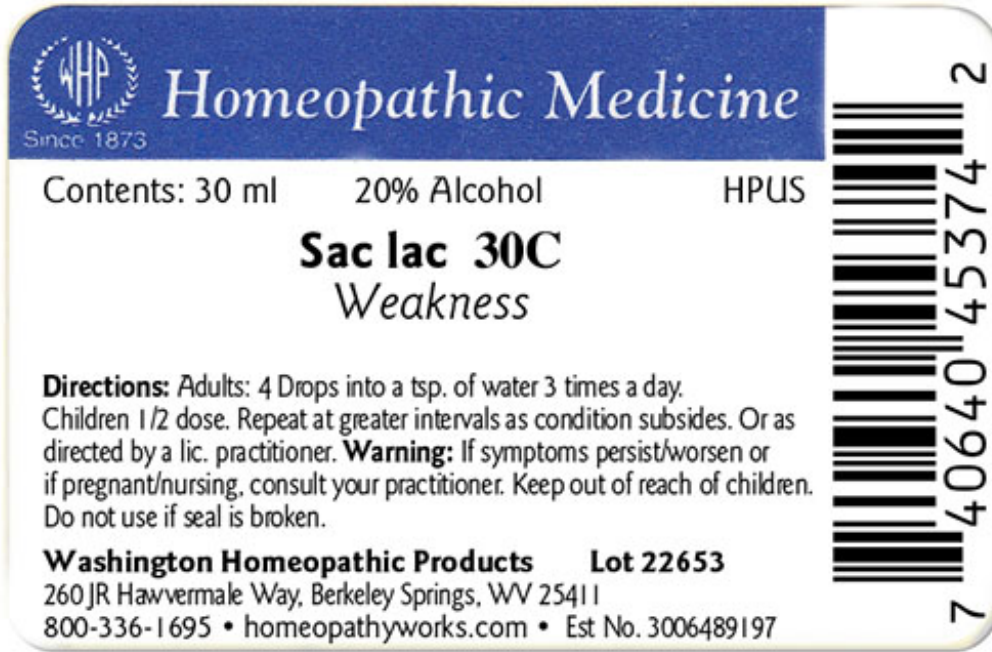 WHP
Since 1873
Homeopathic Medicine
Contents: 30 ml 20% Alcohol HPUS
Sac lac 30C
Weakness
Directions: Adults: 4 Drops into a tsp. of water 3 times a day.
Children 1/2 dose. Repeat at greater intervals as condition subsides. Or as
directed by a lic. practitioner. Warning: If symptoms persist/worsen or
if pregnant/nursing, consult your practitioner. Keep out of reach of children.
Do not use if seal is broken.
Washington Homeopathic Products Lot 22653
260 JR Hawvermale Way, Berkeley Springs, WV 25411
800-336-1695 • homeopathyworks.com • Est No. 3006489197
7 40640 45374 2